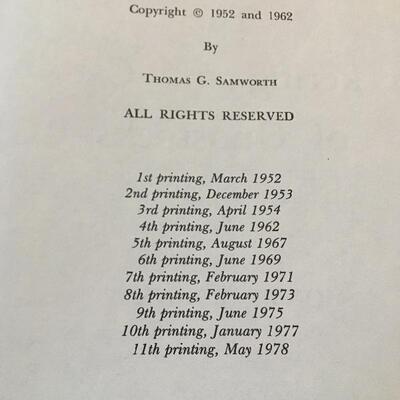 Copyright © 1952 and 1962
By
Thomas G. Samworth
ALL RIGHTS RESERVED
1st printing, March 1952
2nd printing, December 1953
3rd printing, April 1954
4th printing, June 1962
5th printing, August 1967
6th printing, June 1969
7th printing, February 1971
8th printing, February 1973
9th printing, June 1975
10th printing, January 1977
11th printing, May 1978